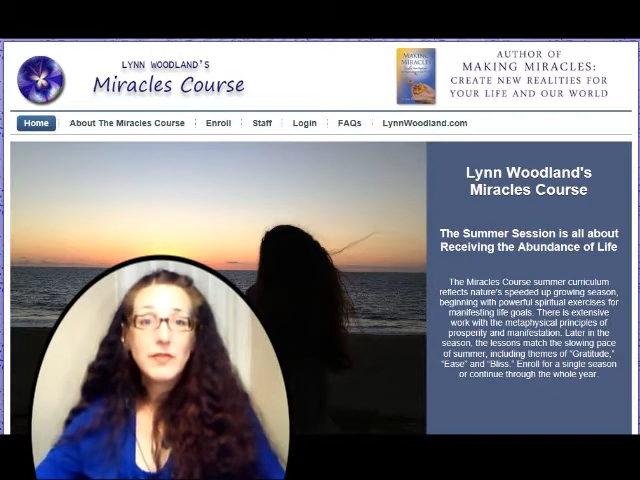 LYNN WOODLAND'S
Miracles Course
AUTHOR OF
MAKING MIRACLES:
CREATE NEW REALITIES FOR
YOUR LIFE AND OUR WORLD
MAKING
MIRACLES
Home About The Miracles Course Enroll Staff Login FAQs LynnWoodland.com
Lynn Woodland's
Miracles Course
The Summer Session is all about
Receiving the Abundance of Life
The Miracles Course summer curriculum
reflects nature's speeded up growing season,
beginning with powerful spiritual exercises for
manifesting life goals. There is extensive
work with the metaphysical principles of
prosperity and manifestation. Later in the
season, the lessons match the slowing pace
of summer, including themes of "Gratitude,"
"Ease" and "Bliss." Enroll for a single season
or continue through the whole year.